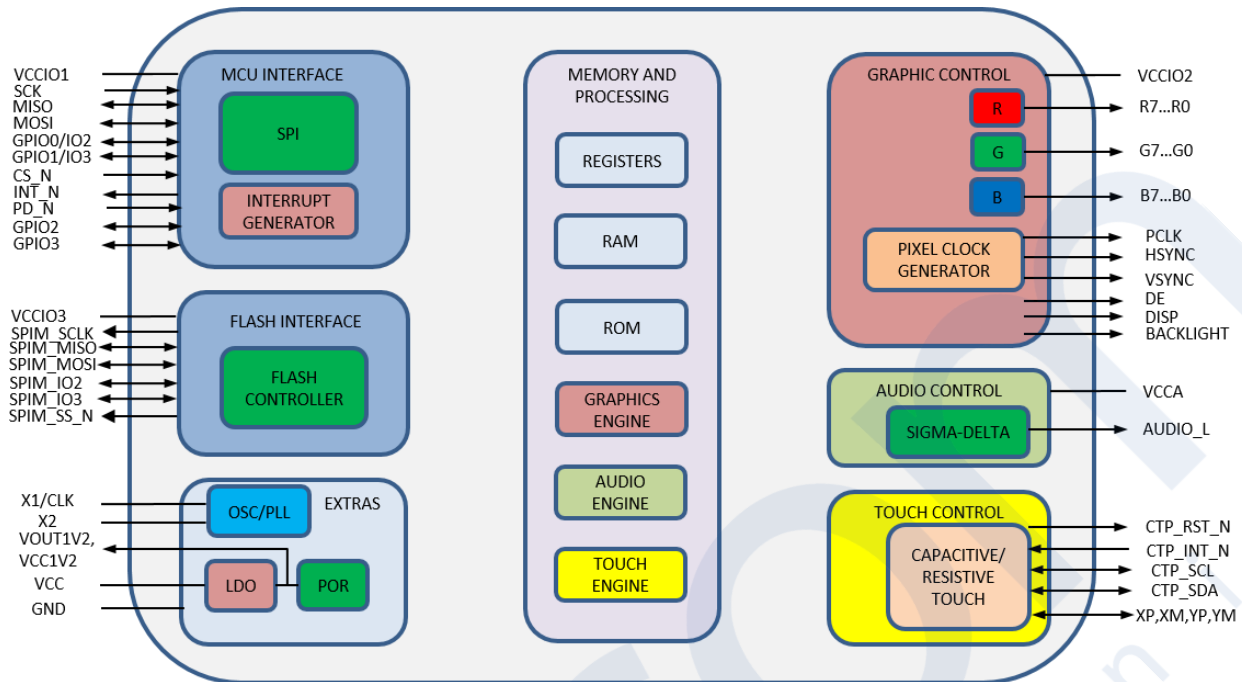 MCU INTERFACE
VCCIO1
SCK
MISO
MOSI
GPIO0/IO2
GPIO1/IO3
CS_N
INT_N
PD_N
GPIO2
GPIO3
SPI
INTERRUPT
GENERATOR
FLASH INTERFACE
VCCIO3
SPIM_SCLK
SPIM_MISO
SPIM_MOSI
SPIM_IO2
SPIM_IO3
SPIM_SS_N
FLASH
CONTROLLER
EXTRAS
X1/CLK
X2
VOUT1V2,
VCC1V2
VCC
GND
OSC/PLL
LDO
POR
MEMORY AND
PROCESSING
REGISTERS
RAM
ROM
GRAPHICS
ENGINE
AUDIO
ENGINE
TOUCH
ENGINE
GRAPHIC CONTROL
R
G
B
PIXEL CLOCK
GENERATOR
VCCIO2
R7...R0
G7...G0
B7...B0
PCLK
HSYNC
VSYNC
DE
DISP
BACKLIGHT
AUDIO CONTROL
SIGMA-DELTA
VCCA
AUDIO_L
TOUCH CONTROL
CAPACITIVE/
RESISTIVE
TOUCH
CTP_RST_N
CTP_INT_N
CTP_SCL
CTP_SDA
XP,XM,YP,YM